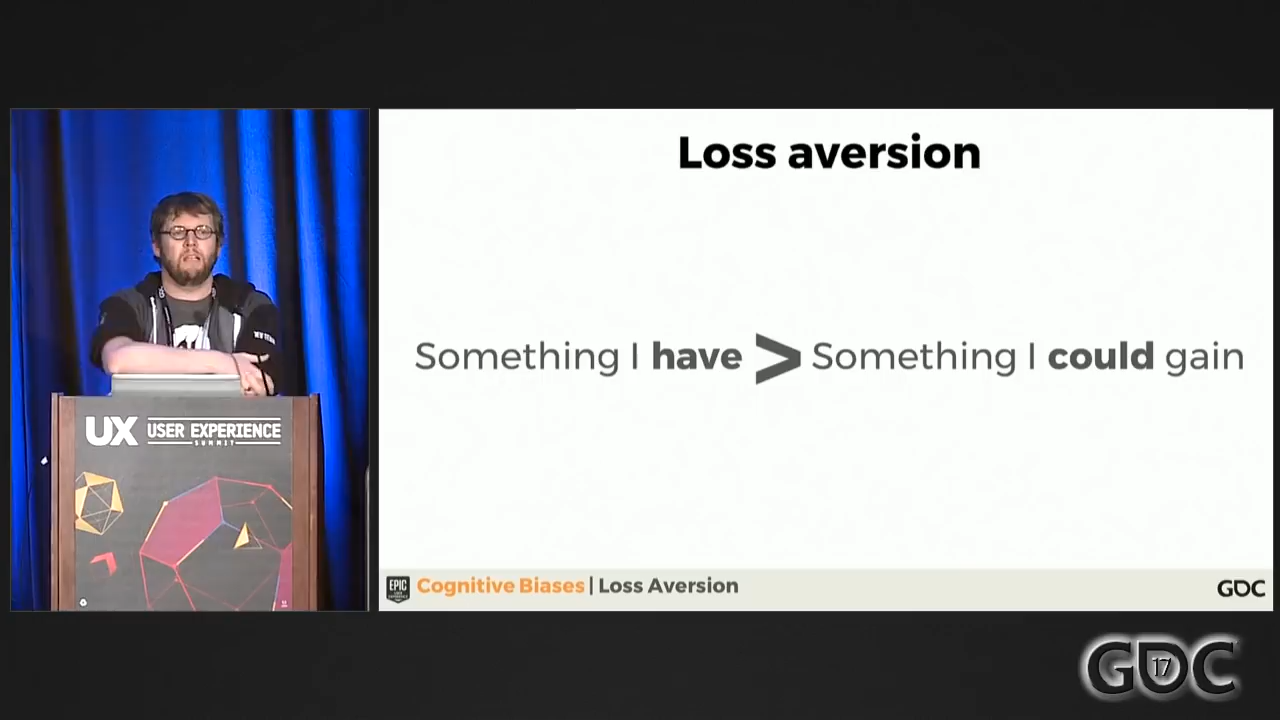 Loss aversion
Something I have > Something I could gain
EPIC
Cognitive Biases | Loss Aversion
GDC
UX USER EXPERIENCE
SUMMIT
GDC
17